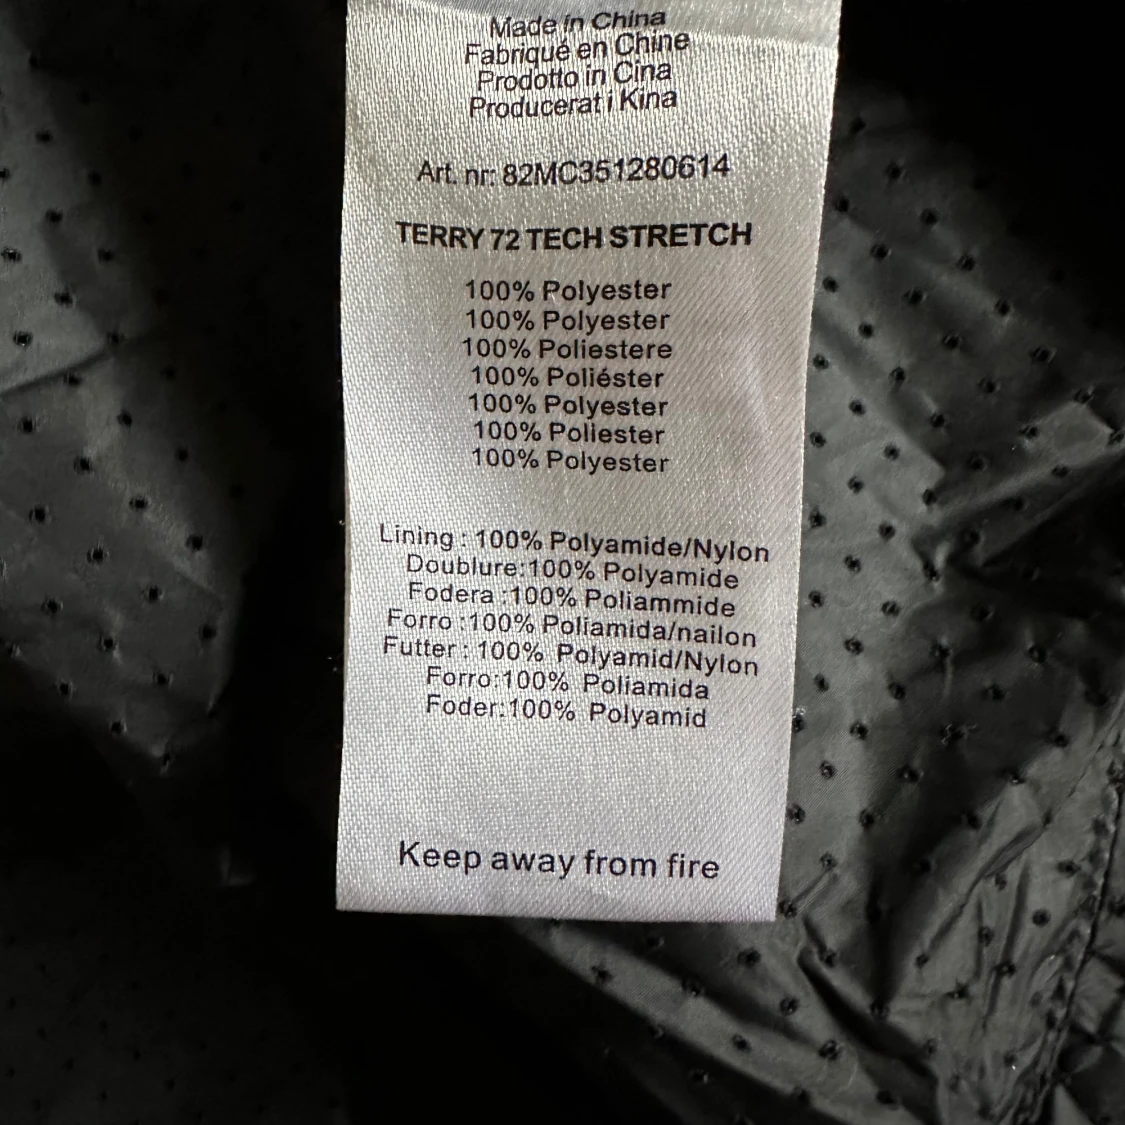 Made in China
Fabriqué en Chine
Prodotto in Cina
Producerat i Kina
Art. nr: 82MC351280614
TERRY 72 TECH STRETCH
100% Polyester
100% Polyester
100% Poliestere
100% Poliéster
100% Polyester
100% Poliester
100% Polyester
Lining : 100% Polyamide/Nylon
Doublure:100% Polyamide
Fodera :100% Poliammide
Forro :100% Poliamida/nailon
Futter : 100% Polyamid/Nylon
Forro:100% Poliamida
Foder:100% Polyamid
Keep away from fire